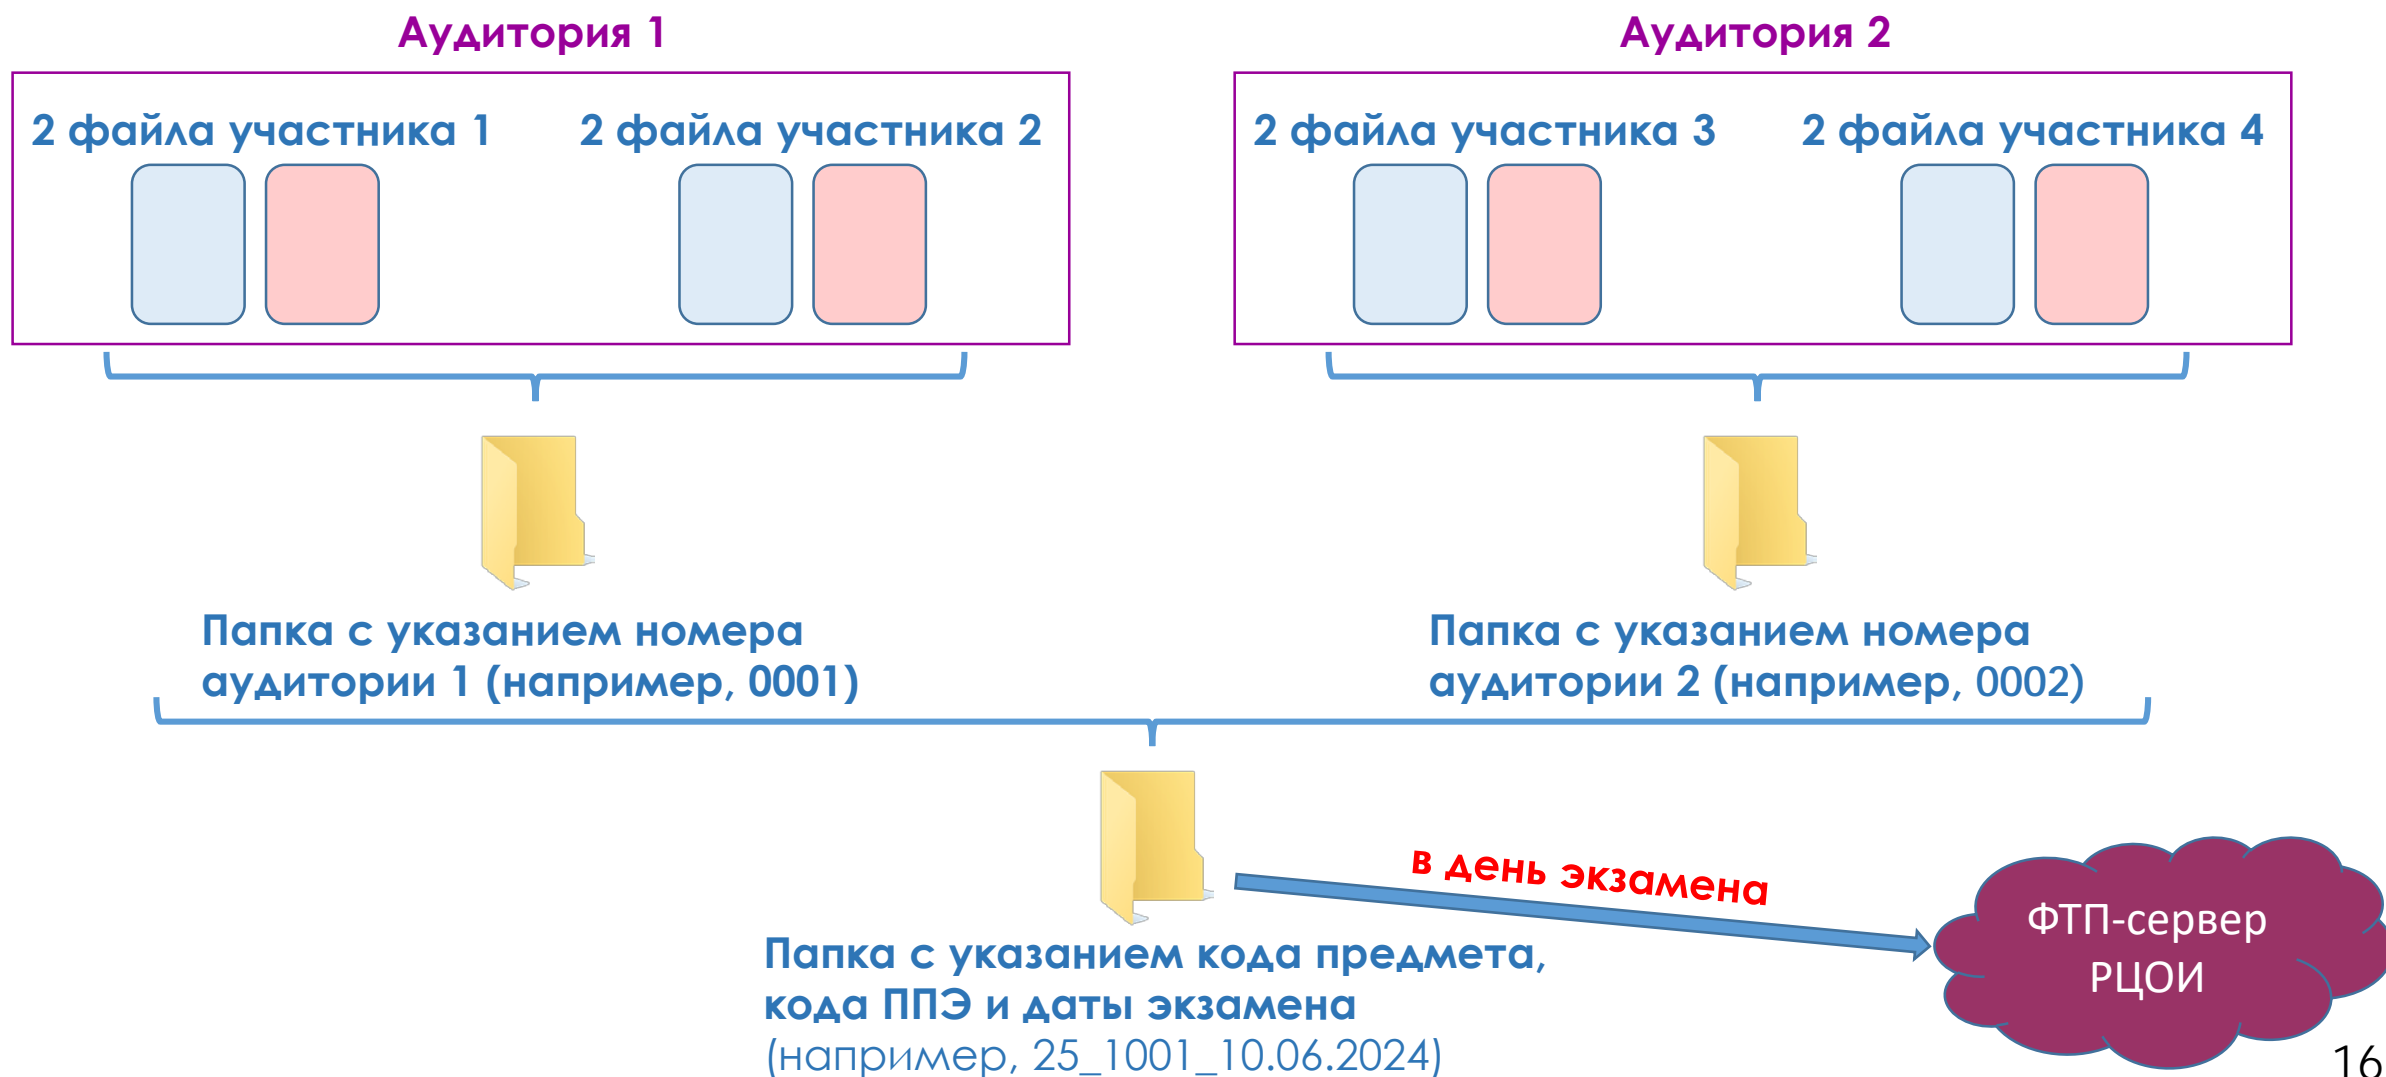 Аудитория 1
Аудитория 2
2 файла участника 1
2 файла участника 2
2 файла участника 3
2 файла участника 4
Папка с указанием номера
аудитории 1 (например, 0001)
Папка с указанием номера
аудитории 2 (например, 0002)
в день экзамена
ФТП-сервер
РЦОИ
Папка с указанием кода предмета,
кода ППЭ и даты экзамена
(например, 25_1001_10.06.2024)
16